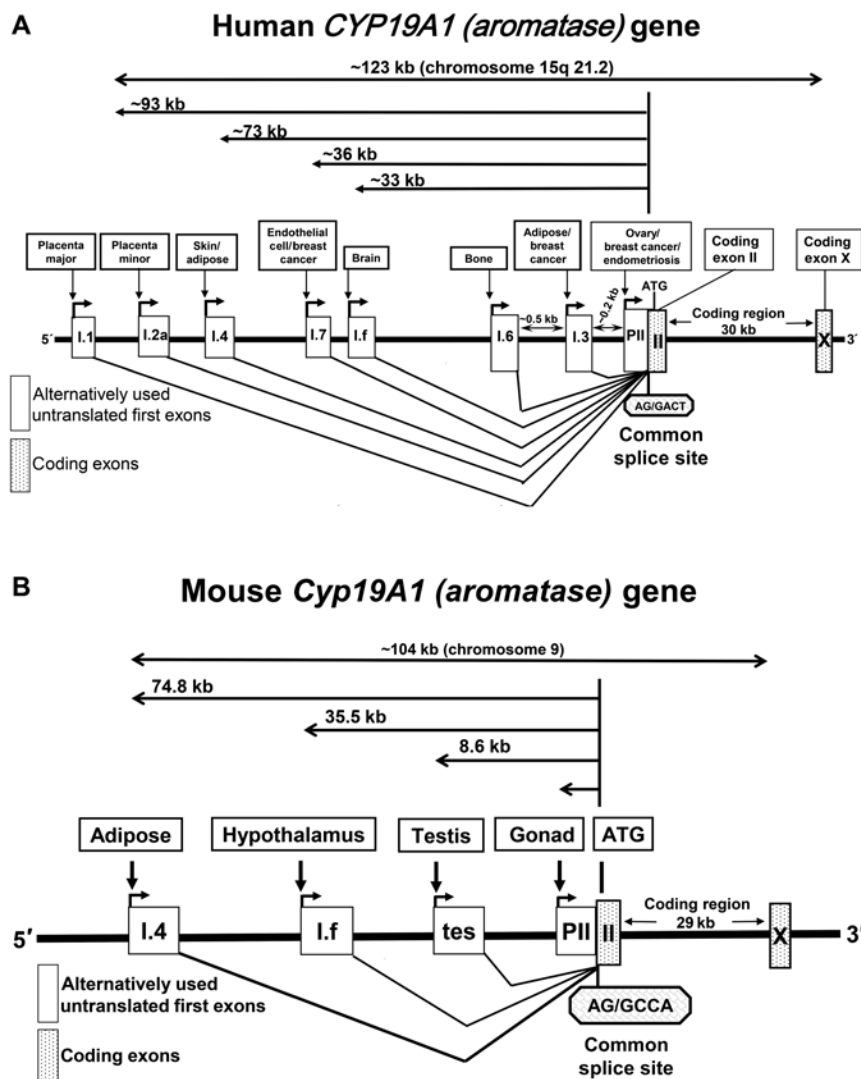 A
Human CYP19A1 (aromatase) gene
~123 kb (chromosome 15q 21.2)
~93 kb
~73 kb
~36 kb
~33 kb
Placenta
major
Placenta
minor
Skin/
adipose
Endothelial
cell/breast
cancer
Brain
Bone
Adipose/
breast
cancer
Ovary/
breast cancer/
endometriosis
Coding
exon II
Coding
exon X
ATG
~0.5 kb
~0.2 kb
Coding region
30 kb
5´
I.1
I.2a
I.4
I.7
I.f
I.6
I.3
PII
II
X
3´
AG/GACT
Common
splice site
Alternatively used
untranslated first exons
Coding exons
B
Mouse Cyp19A1 (aromatase) gene
~104 kb (chromosome 9)
74.8 kb
35.5 kb
8.6 kb
Adipose
Hypothalamus
Testis
Gonad
ATG
Coding region
29 kb
5′
I.4
I.f
tes
PII
II
X
3′
AG/GCCA
Common
splice site
Alternatively used
untranslated first exons
Coding exons